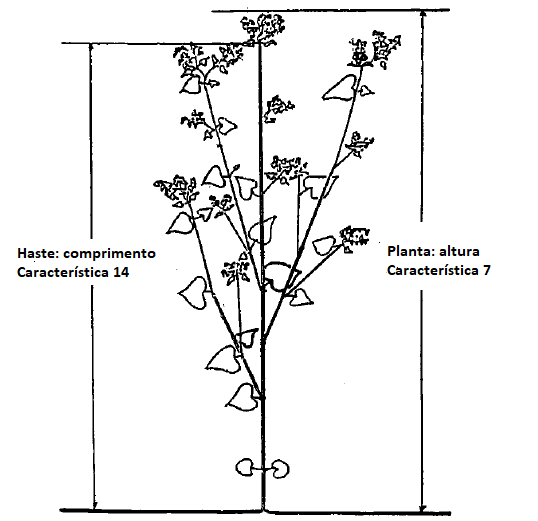 Haste: comprimento
Característica 14
Planta: altura
Característica 7